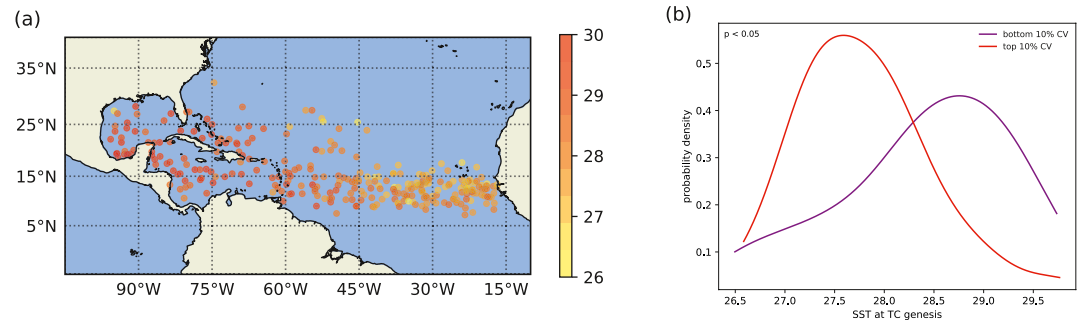 (a)
35°N
25°N
15°N
5°N
90°W 75°W 60°W 45°W 30°W 15°W
30
29
28
27
26
(b)
p < 0.05
bottom 10% CV
top 10% CV
probability density
0.5
0.4
0.3
0.2
0.1
26.5 27.0 27.5 28.0 28.5 29.0 29.5
SST at TC genesis